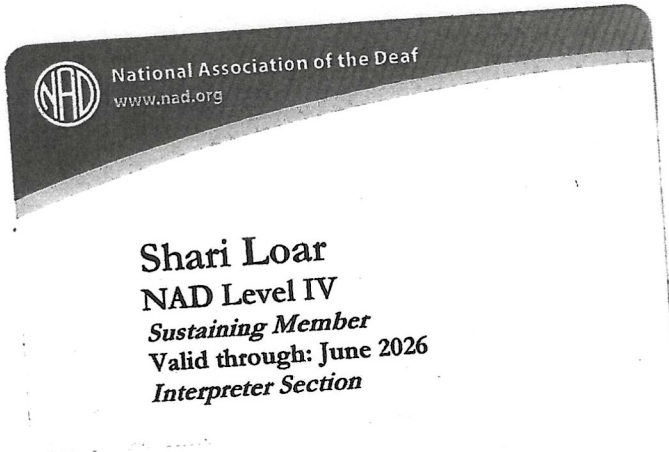 NAD
National Association of the Deaf
www.nad.org
Shari Loar
NAD Level IV
Sustaining Member
Valid through: June 2026
Interpreter Section